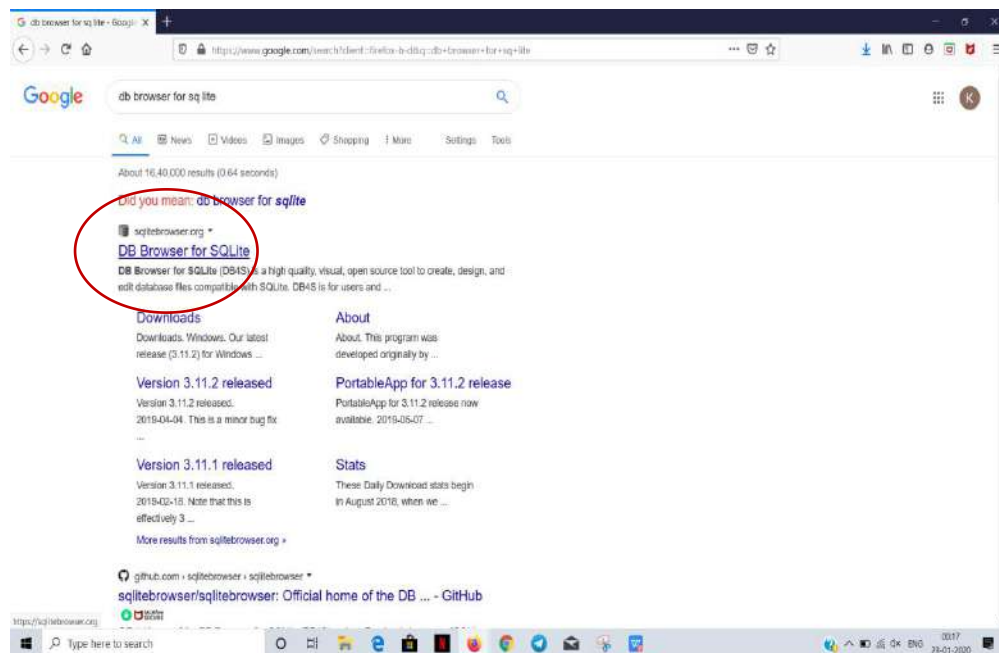 db browser for sq lite - Google
https://www.google.com/search?client=firefox-b-d&q=db+browser+for+sq+lite
Google
db browser for sq lite
K
All News Videos Images Shopping More Settings Tools
About 16,40,000 results (0.64 seconds)
Did you mean: db browser for sqlite
sqlitebrowser.org
DB Browser for SQLite
DB Browser for SQLite (DB4S) is a high quality, visual, open source tool to create, design, and
edit database files compatible with SQLite. DB4S is for users and ...
Downloads
Downloads. Windows. Our latest
release (3.11.2) for Windows ...
About
About. This program was
developed originally by ...
Version 3.11.2 released
Version 3.11.2 released.
2019-04-04. This is a minor bug fix
...
PortableApp for 3.11.2 release
PortableApp for 3.11.2 release now
available. 2019-05-07 ...
Version 3.11.1 released
Version 3.11.1 released.
2019-02-18. Note that this is
effectively 3 ...
Stats
These Daily Download stats begin
in August 2018, when we ...
More results from sqlitebrowser.org »
github.com › sqlitebrowser › sqlitebrowser
sqlitebrowser/sqlitebrowser: Official home of the DB ... - GitHub
https://sqlitebrowser.org
Type here to search
ENG
00:17
23-01-2020